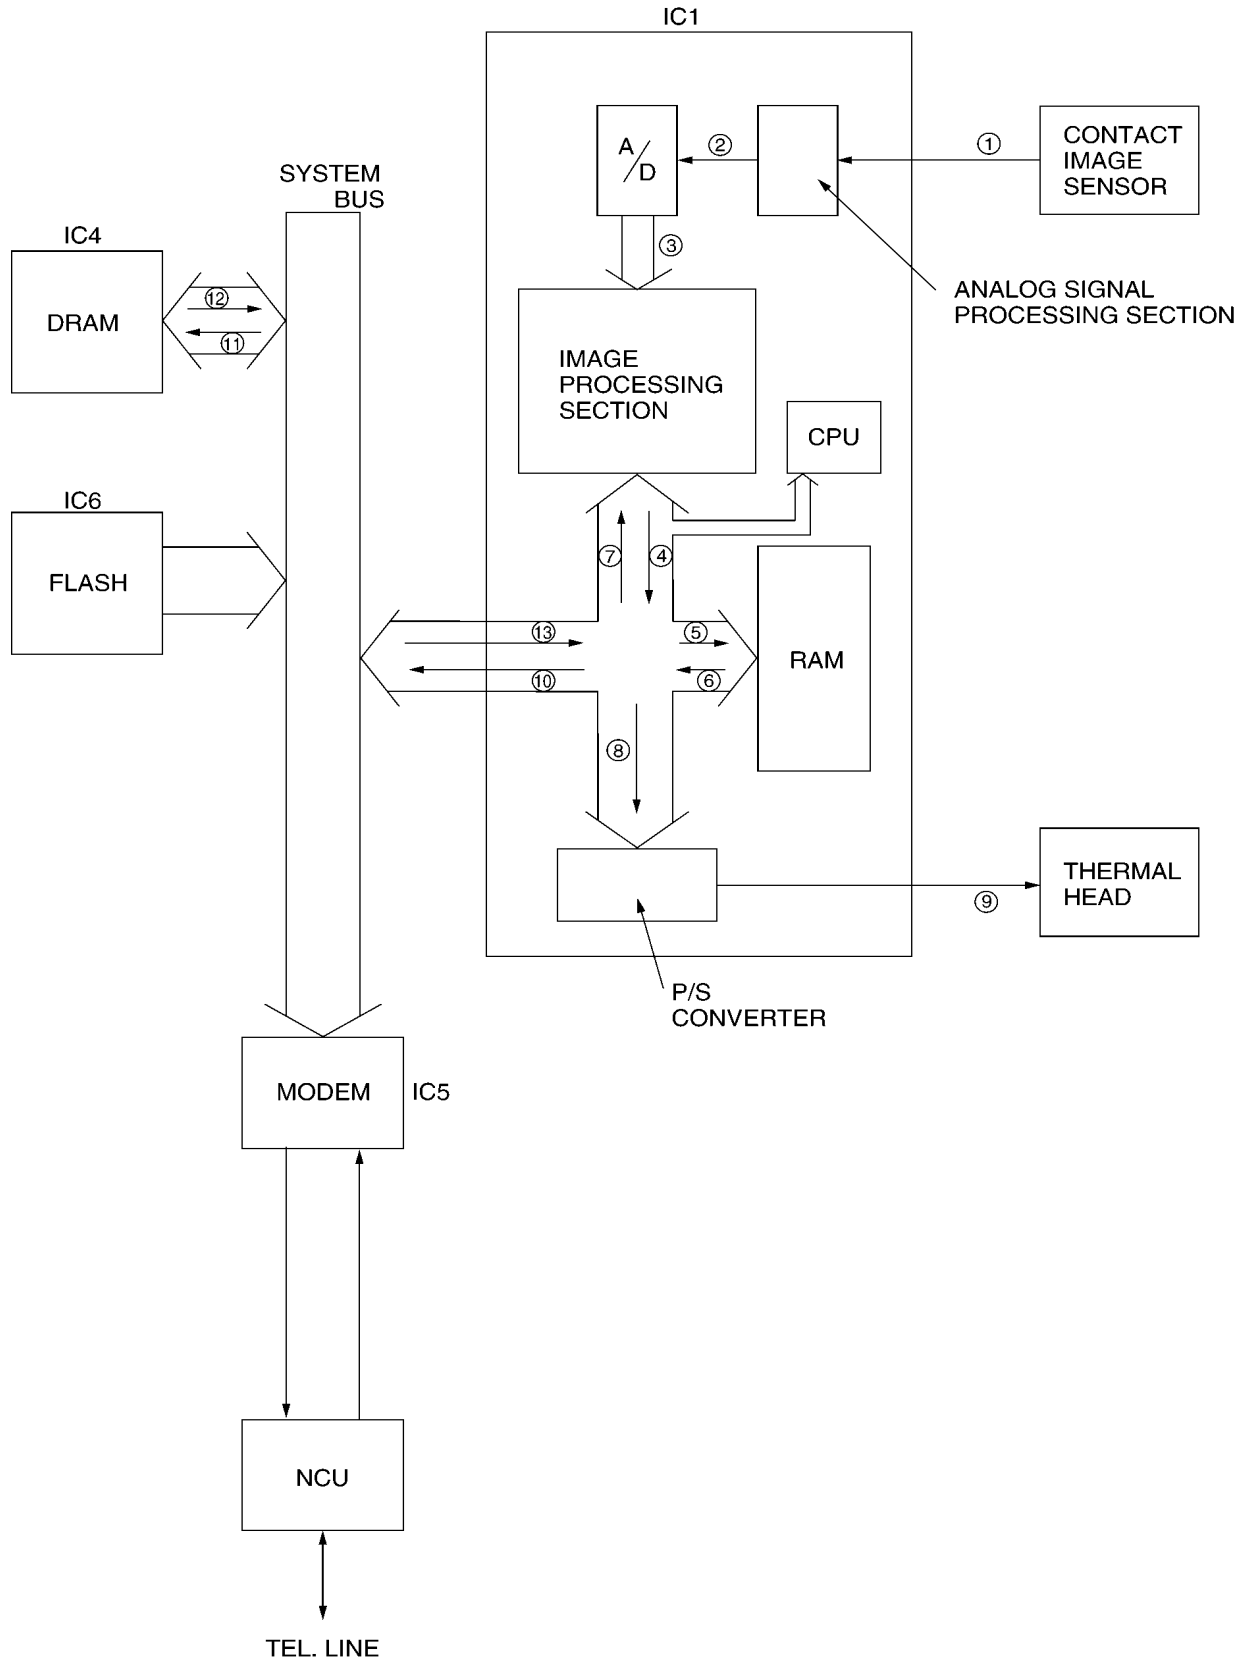 IC1
A/D
②
①
CONTACT
IMAGE
SENSOR
SYSTEM
BUS
IC4
③
DRAM
⑫
⑪
ANALOG SIGNAL
PROCESSING SECTION
IMAGE
PROCESSING
SECTION
CPU
IC6
FLASH
⑦
④
⑬
⑤
RAM
⑩
⑥
⑧
THERMAL
HEAD
⑨
P/S
CONVERTER
MODEM
IC5
NCU
TEL. LINE